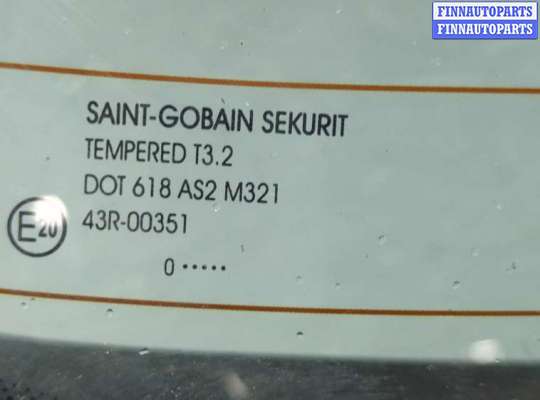 FINNAUTOPARTS
FINNAUTOPARTS
SAINT-GOBAIN SEKURIT
TEMPERED T3.2
DOT 618 AS2 M321
E20 43R-00351
0 •••••